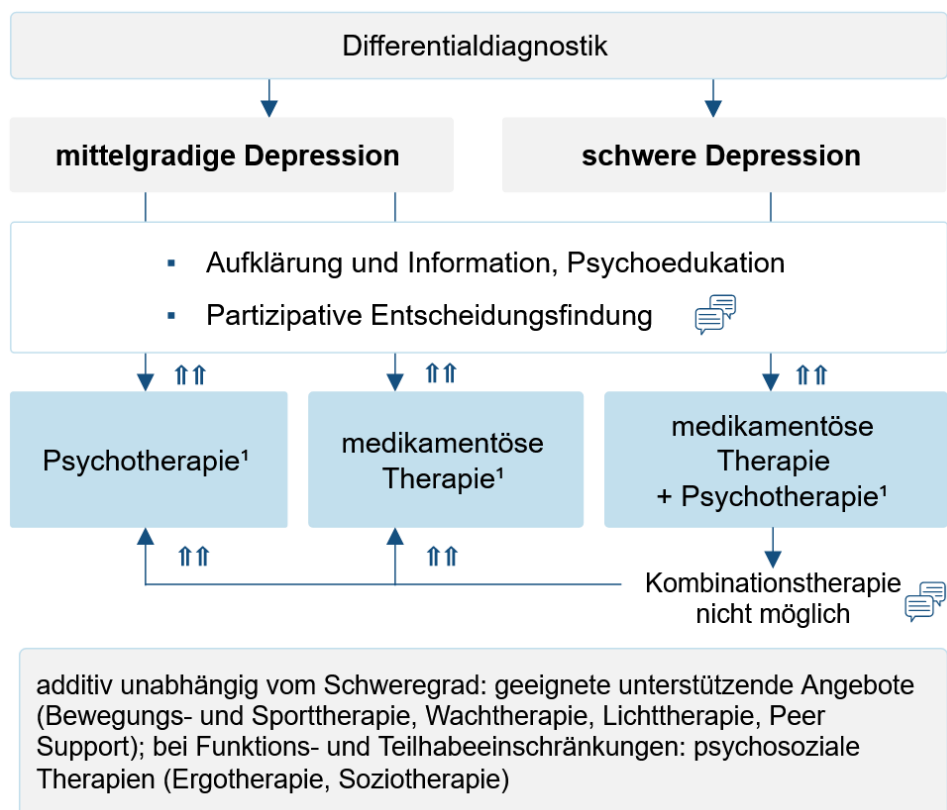 Differentialdiagnostik
mittelgradige Depression
schwere Depression
▪ Aufklärung und Information, Psychoedukation
▪ Partizipative Entscheidungsfindung
⇑⇑
⇑⇑
⇑⇑
Psychotherapie¹
medikamentöse
Therapie¹
medikamentöse
Therapie
+ Psychotherapie¹
⇑⇑
⇑⇑
Kombinationstherapie
nicht möglich
additiv unabhängig vom Schweregrad: geeignete unterstützende Angebote
(Bewegungs- und Sporttherapie, Wachtherapie, Lichttherapie, Peer
Support); bei Funktions- und Teilhabeeinschränkungen: psychosoziale
Therapien (Ergotherapie, Soziotherapie)